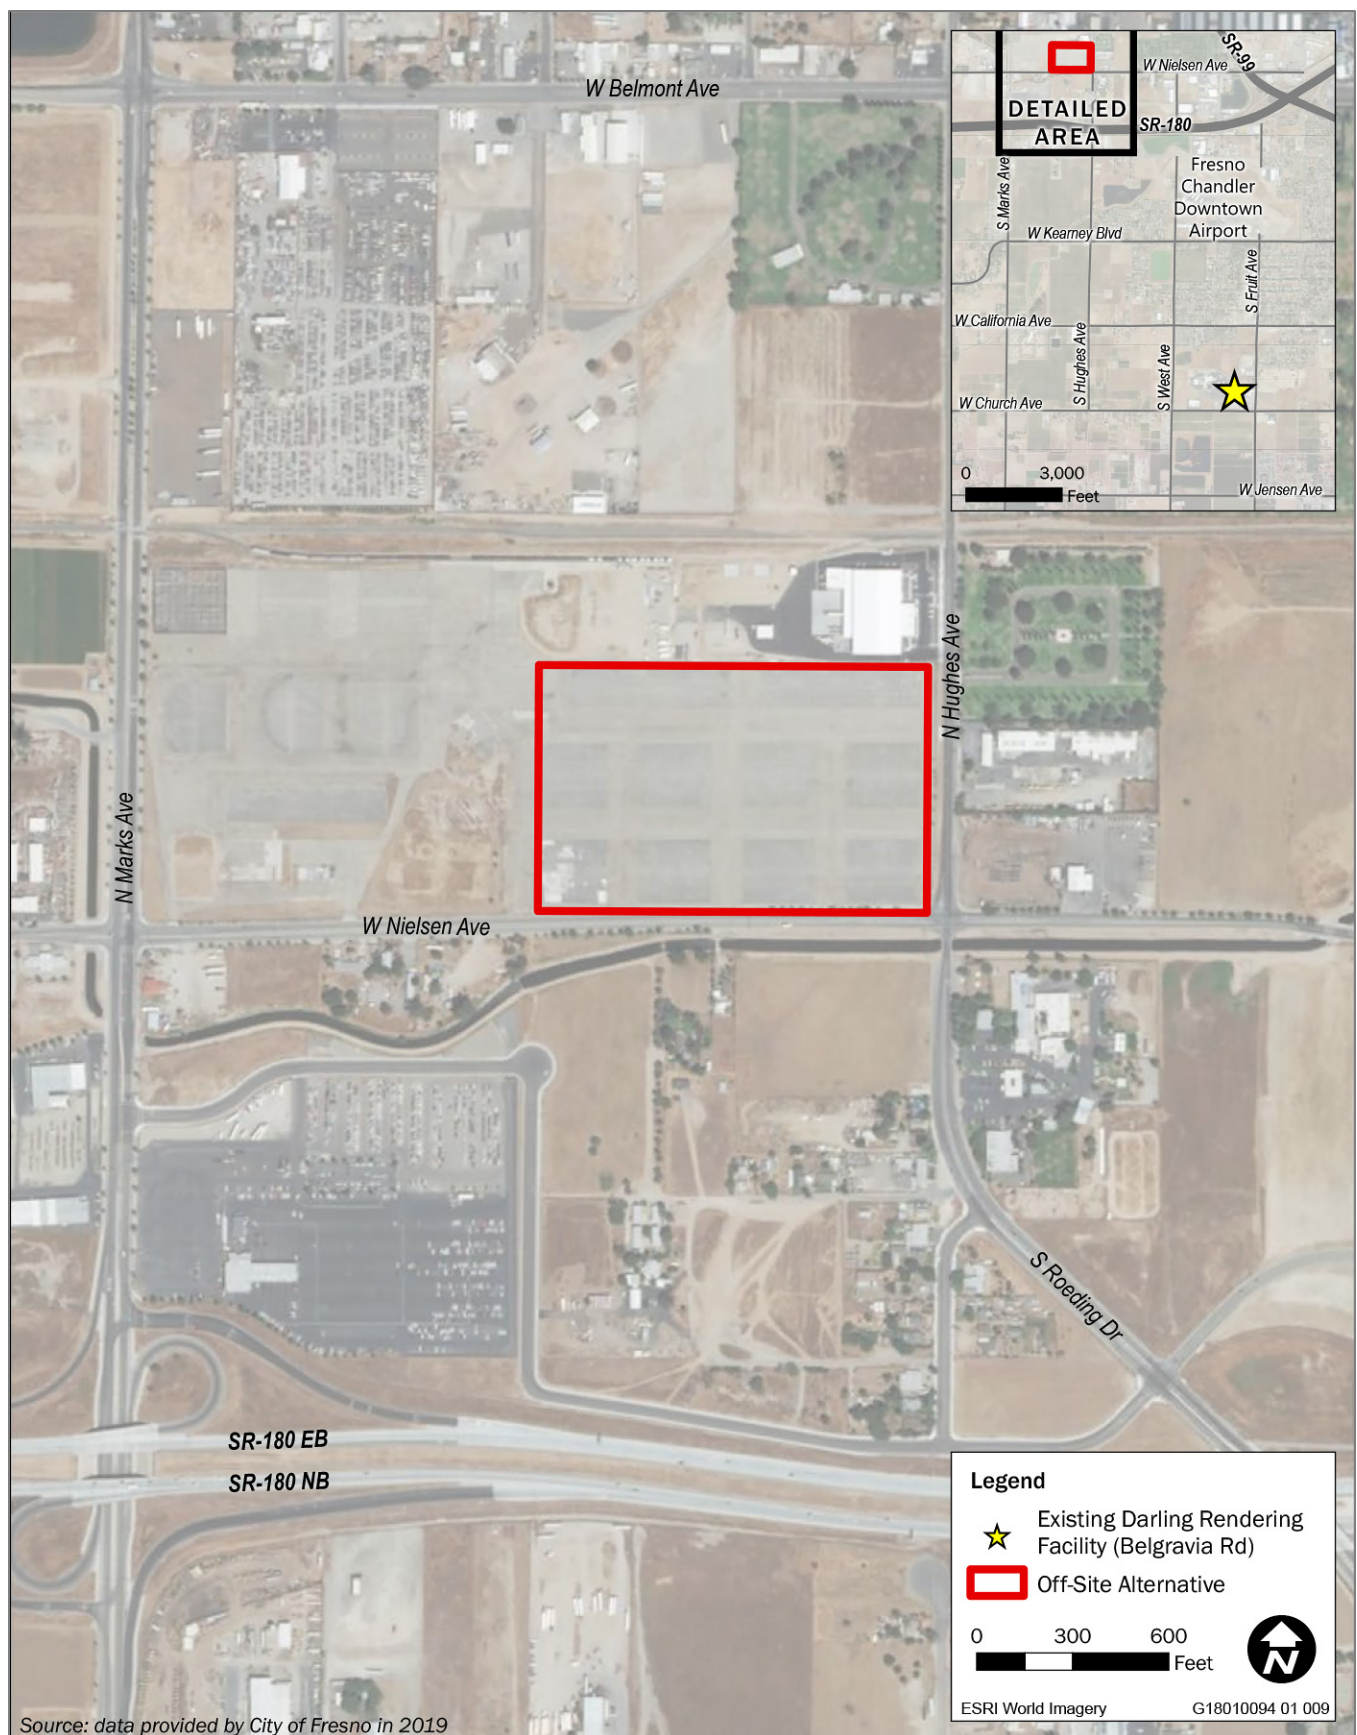 W Belmont Ave
SR-99
W Nielsen Ave
DETAILED
AREA
SR-180
Fresno
Chandler
Downtown
Airport
S Marks Ave
W Kearney Blvd
S Fruit Ave
W California Ave
S Hughes Ave
S West Ave
W Church Ave
0 3,000
Feet
W Jensen Ave
N Hughes Ave
N Marks Ave
W Nielsen Ave
S Roeding Dr
SR-180 EB
SR-180 NB
Legend
Existing Darling Rendering
Facility (Belgravia Rd)
Off-Site Alternative
0 300 600
Feet
N
ESRI World Imagery G18010094 01 009
Source: data provided by City of Fresno in 2019